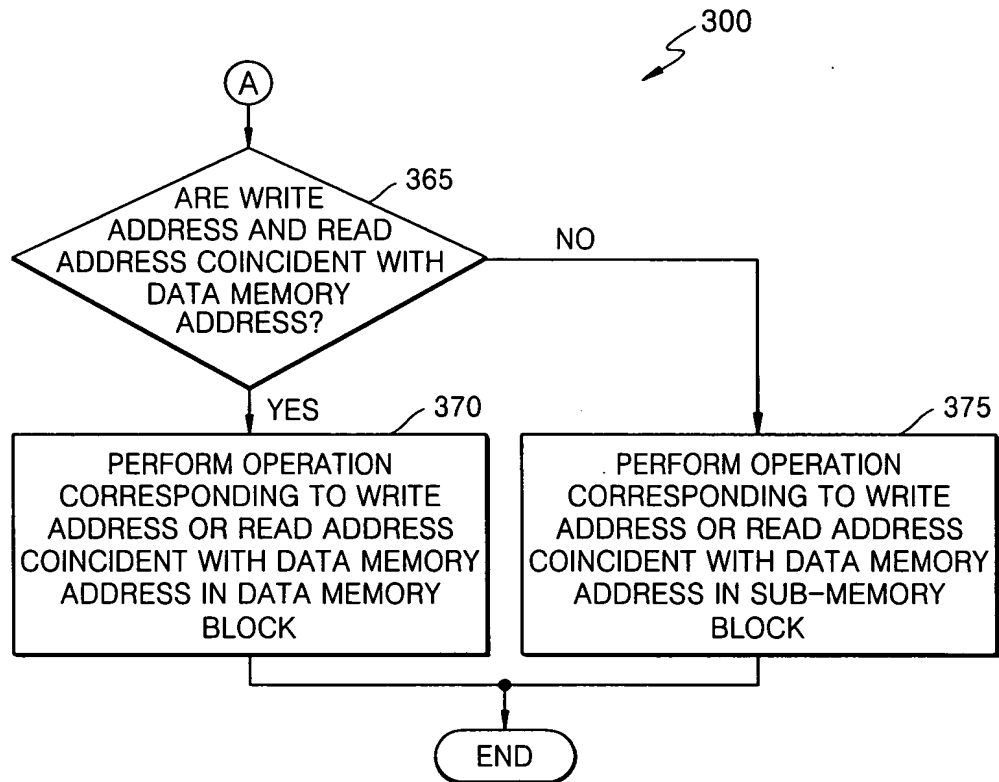 300
A
365
ARE WRITE
ADDRESS AND READ
ADDRESS COINCIDENT WITH
DATA MEMORY
ADDRESS?
NO
YES
370
PERFORM OPERATION
CORRESPONDING TO WRITE
ADDRESS OR READ ADDRESS
COINCIDENT WITH DATA MEMORY
ADDRESS IN DATA MEMORY
BLOCK
375
PERFORM OPERATION
CORRESPONDING TO WRITE
ADDRESS OR READ ADDRESS
COINCIDENT WITH DATA MEMORY
ADDRESS IN SUB-MEMORY
BLOCK
END